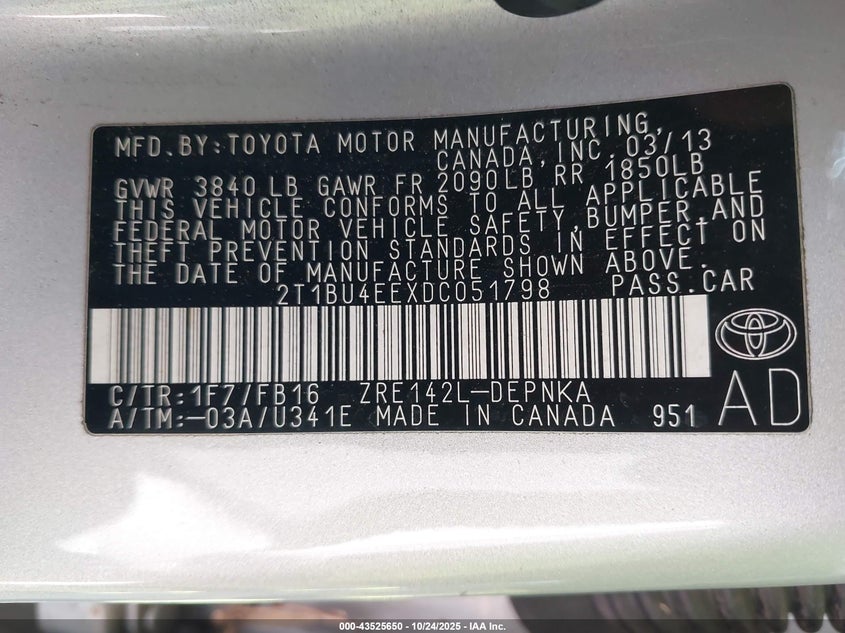 MFD. BY:TOYOTA MOTOR MANUFACTURING,
CANADA, INC. 03/13
GVWR 3840 LB GAWR FR 2090LB RR 1850LB
THIS VEHICLE CONFORMS TO ALL APPLICABLE
FEDERAL MOTOR VEHICLE SAFETY,BUMPER,AND
THEFT PREVENTION STANDARDS IN EFFECT ON
THE DATE OF MANUFACTURE SHOWN ABOVE.
2T1BU4EEXDC051798 PASS.CAR
C/TR:1F7/FB16 ZRE142L-DEPNKA
A/TM:-03A/U341E MADE IN CANADA 951 AD
000-43525650 - 10/24/2025 - IAA Inc.